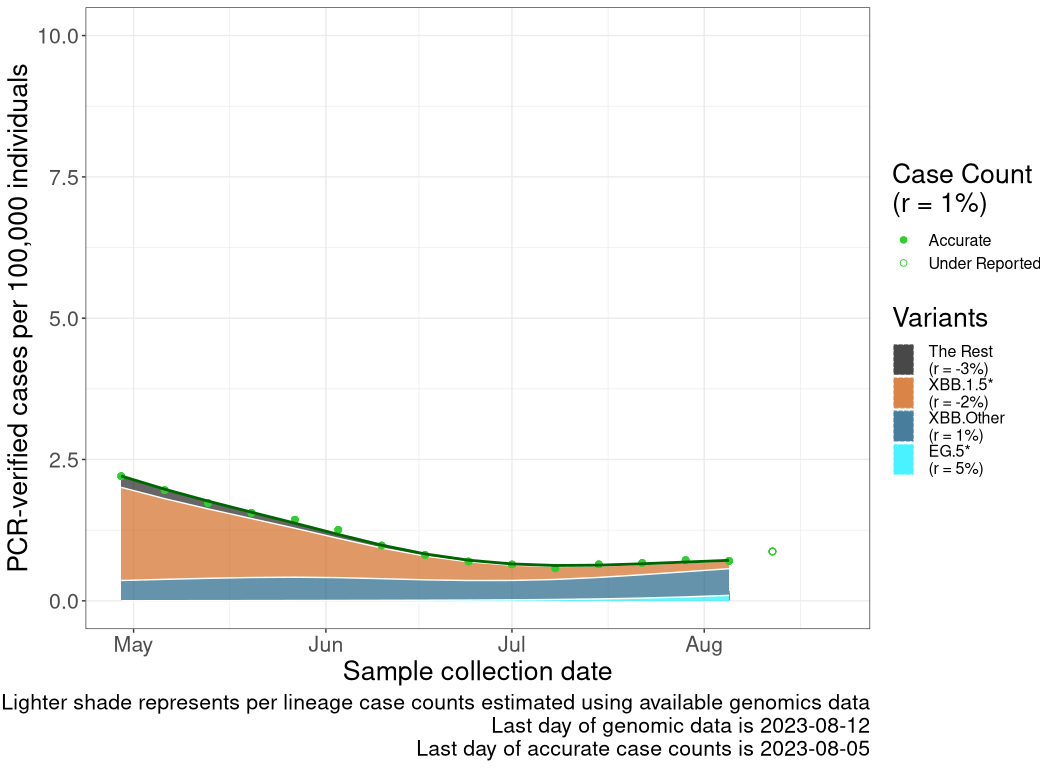 PCR-verified cases per 100,000 individuals
10.0
7.5
5.0
2.5
0.0
May
Jun
Jul
Aug
Sample collection date
Case Count
(r = 1%)
Accurate
Under Reported
Variants
The Rest
(r = -3%)
XBB.1.5*
(r = -2%)
XBB.Other
(r = 1%)
EG.5*
(r = 5%)
Lighter shade represents per lineage case counts estimated using available genomics data
Last day of genomic data is 2023-08-12
Last day of accurate case counts is 2023-08-05